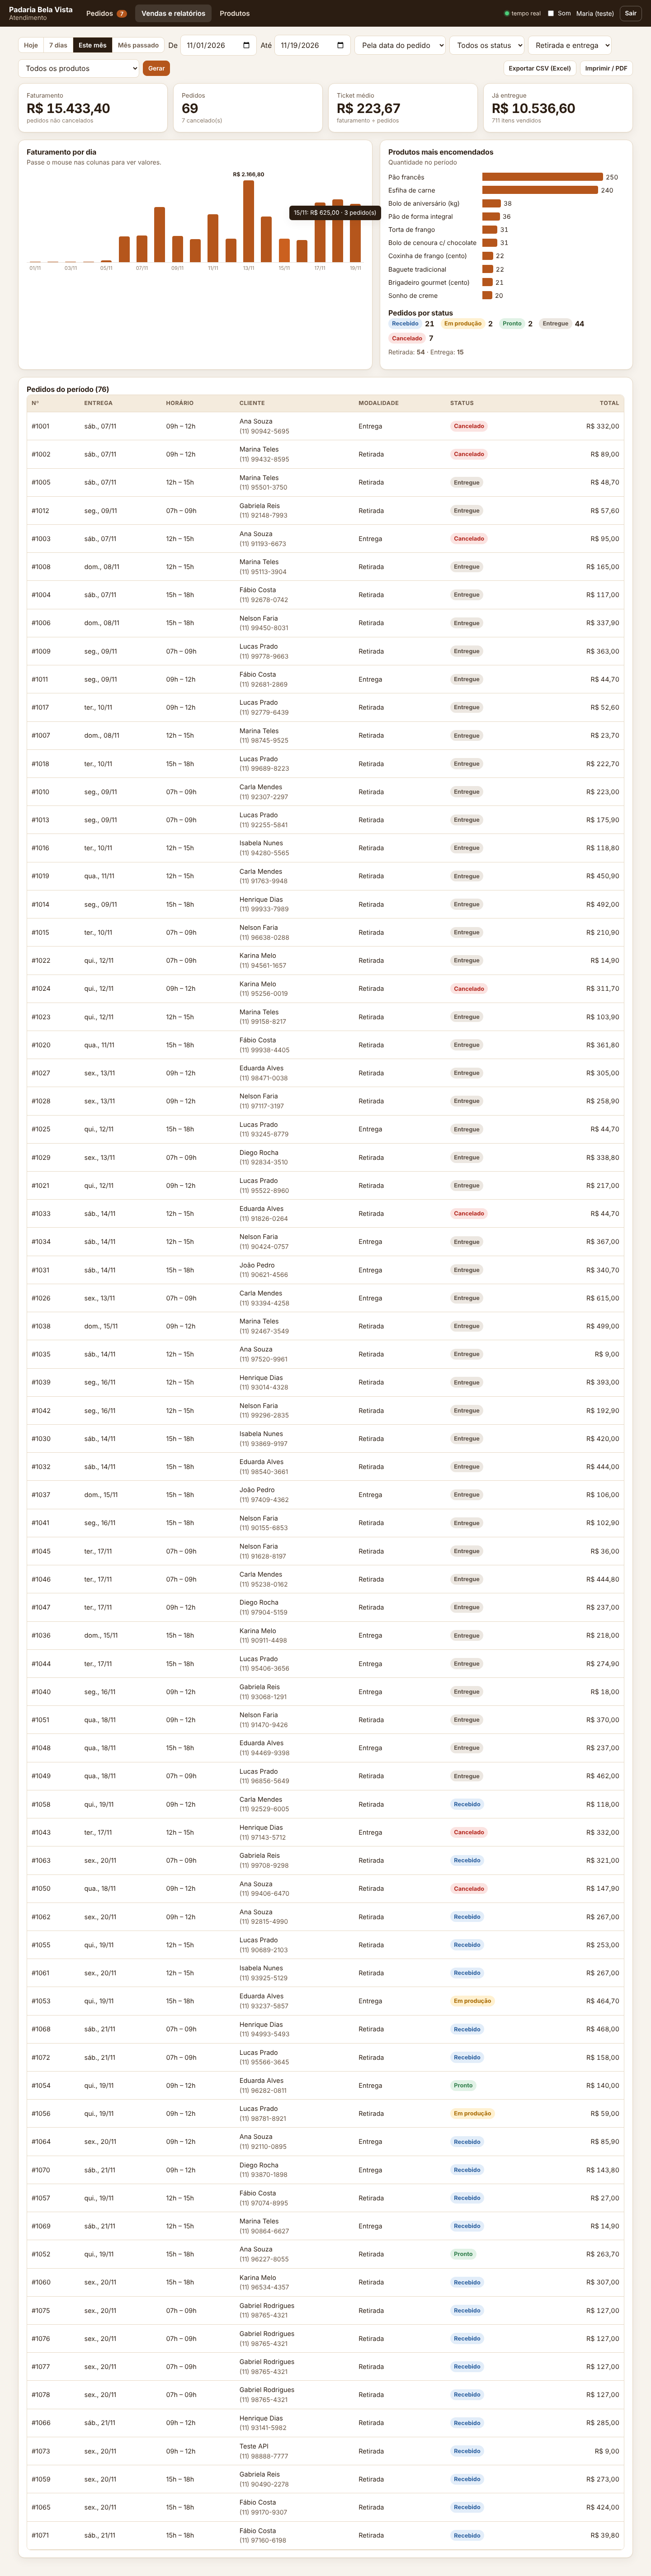 Padaria Bela Vista
Atendimento
Pedidos 7
Vendas e relatórios
Produtos
tempo real
Som
Maria (teste)
Sair
Hoje 7 dias Este mês Mês passado De 11/01/2026 Até 11/19/2026 Pela data do pedido Todos os status Retirada e entrega
Todos os produtos Gerar Exportar CSV (Excel) Imprimir / PDF
Faturamento
R$ 15.433,40
pedidos não cancelados
Pedidos
69
7 cancelado(s)
Ticket médio
R$ 223,67
faturamento ÷ pedidos
Já entregue
R$ 10.536,60
711 itens vendidos
Faturamento por dia
Passe o mouse nas colunas para ver valores.
R$ 2.166,80
15/11: R$ 625,00 · 3 pedido(s)
01/11 03/11 05/11 07/11 09/11 11/11 13/11 15/11 17/11 19/11
Produtos mais encomendados
Quantidade no período
Pão francês 250
Esfiha de carne 240
Bolo de aniversário (kg) 38
Pão de forma integral 36
Torta de frango 31
Bolo de cenoura c/ chocolate 31
Coxinha de frango (cento) 22
Baguete tradicional 22
Brigadeiro gourmet (cento) 21
Sonho de creme 20
Pedidos por status
Recebido 21 Em produção 2 Pronto 2 Entregue 44
Cancelado 7
Retirada: 54 · Entrega: 15
Pedidos do período (76)
Nº ENTREGA HORÁRIO CLIENTE MODALIDADE STATUS TOTAL
#1001 sáb., 07/11 09h – 12h Ana Souza (11) 90942-5695 Entrega Cancelado R$ 332,00
#1002 sáb., 07/11 09h – 12h Marina Teles (11) 99432-8595 Retirada Cancelado R$ 89,00
#1005 sáb., 07/11 12h – 15h Marina Teles (11) 95501-3750 Retirada Entregue R$ 48,70
#1012 seg., 09/11 07h – 09h Gabriela Reis (11) 92148-7993 Retirada Entregue R$ 57,60
#1003 sáb., 07/11 12h – 15h Ana Souza (11) 91193-6673 Entrega Cancelado R$ 95,00
#1008 dom., 08/11 12h – 15h Marina Teles (11) 95113-3904 Retirada Entregue R$ 165,00
#1004 sáb., 07/11 15h – 18h Fábio Costa (11) 92678-0742 Retirada Entregue R$ 117,00
#1006 dom., 08/11 15h – 18h Nelson Faria (11) 99450-8031 Retirada Entregue R$ 337,90
#1009 seg., 09/11 07h – 09h Lucas Prado (11) 99778-9663 Retirada Entregue R$ 363,00
#1011 seg., 09/11 09h – 12h Fábio Costa (11) 92681-2869 Entrega Entregue R$ 44,70
#1017 ter., 10/11 09h – 12h Lucas Prado (11) 92779-6439 Retirada Entregue R$ 52,60
#1007 dom., 08/11 12h – 15h Marina Teles (11) 98745-9525 Retirada Entregue R$ 23,70
#1018 ter., 10/11 15h – 18h Lucas Prado (11) 99689-8223 Retirada Entregue R$ 222,70
#1010 seg., 09/11 07h – 09h Carla Mendes (11) 92307-2297 Retirada Entregue R$ 223,00
#1013 seg., 09/11 07h – 09h Lucas Prado (11) 92255-5841 Retirada Entregue R$ 175,90
#1016 ter., 10/11 12h – 15h Isabela Nunes (11) 94280-5565 Retirada Entregue R$ 118,80
#1019 qua., 11/11 12h – 15h Carla Mendes (11) 91763-9948 Retirada Entregue R$ 450,90
#1014 seg., 09/11 15h – 18h Henrique Dias (11) 99933-7989 Retirada Entregue R$ 492,00
#1015 ter., 10/11 07h – 09h Nelson Faria (11) 96638-0288 Retirada Entregue R$ 210,90
#1022 qui., 12/11 07h – 09h Karina Melo (11) 94561-1657 Retirada Entregue R$ 14,90
#1024 qui., 12/11 09h – 12h Karina Melo (11) 95256-0019 Retirada Cancelado R$ 311,70
#1023 qui., 12/11 12h – 15h Marina Teles (11) 99158-8217 Retirada Entregue R$ 103,90
#1020 qua., 11/11 15h – 18h Fábio Costa (11) 99938-4405 Retirada Entregue R$ 361,80
#1027 sex., 13/11 09h – 12h Eduarda Alves (11) 98471-0038 Retirada Entregue R$ 305,00
#1028 sex., 13/11 09h – 12h Nelson Faria (11) 97117-3197 Retirada Entregue R$ 258,90
#1025 qui., 12/11 15h – 18h Lucas Prado (11) 93245-8779 Entrega Entregue R$ 44,70
#1029 sex., 13/11 07h – 09h Diego Rocha (11) 92834-3510 Retirada Entregue R$ 338,80
#1021 qui., 12/11 09h – 12h Lucas Prado (11) 95522-8960 Retirada Entregue R$ 217,00
#1033 sáb., 14/11 12h – 15h Eduarda Alves (11) 91826-0264 Retirada Cancelado R$ 44,70
#1034 sáb., 14/11 12h – 15h Nelson Faria (11) 90424-0757 Entrega Entregue R$ 367,00
#1031 sáb., 14/11 15h – 18h João Pedro (11) 90621-4566 Entrega Entregue R$ 340,70
#1026 sex., 13/11 07h – 09h Carla Mendes (11) 93394-4258 Entrega Entregue R$ 615,00
#1038 dom., 15/11 09h – 12h Marina Teles (11) 92467-3549 Retirada Entregue R$ 499,00
#1035 sáb., 14/11 12h – 15h Ana Souza (11) 97520-9961 Retirada Entregue R$ 9,00
#1039 seg., 16/11 12h – 15h Henrique Dias (11) 93014-4328 Retirada Entregue R$ 393,00
#1042 seg., 16/11 12h – 15h Nelson Faria (11) 99296-2835 Retirada Entregue R$ 192,90
#1030 sáb., 14/11 15h – 18h Isabela Nunes (11) 93869-9197 Retirada Entregue R$ 420,00
#1032 sáb., 14/11 15h – 18h Eduarda Alves (11) 98540-3661 Retirada Entregue R$ 444,00
#1037 dom., 15/11 15h – 18h João Pedro (11) 97409-4362 Entrega Entregue R$ 106,00
#1041 seg., 16/11 15h – 18h Nelson Faria (11) 90155-6853 Retirada Entregue R$ 102,90
#1045 ter., 17/11 07h – 09h Nelson Faria (11) 91628-8197 Retirada Entregue R$ 36,00
#1046 ter., 17/11 07h – 09h Carla Mendes (11) 95238-0162 Retirada Entregue R$ 444,80
#1047 ter., 17/11 09h – 12h Diego Rocha (11) 97904-5159 Retirada Entregue R$ 237,00
#1036 dom., 15/11 15h – 18h Karina Melo (11) 90911-4498 Entrega Entregue R$ 218,00
#1044 ter., 17/11 15h – 18h Lucas Prado (11) 95406-3656 Retirada Entregue R$ 274,90
#1040 seg., 16/11 09h – 12h Gabriela Reis (11) 93068-1291 Entrega Entregue R$ 18,00
#1051 qua., 18/11 09h – 12h Nelson Faria (11) 91470-9426 Retirada Entregue R$ 370,00
#1048 qua., 18/11 15h – 18h Eduarda Alves (11) 94469-9398 Entrega Entregue R$ 237,00
#1049 qua., 18/11 07h – 09h Lucas Prado (11) 96856-5649 Retirada Entregue R$ 462,00
#1058 qui., 19/11 09h – 12h Carla Mendes (11) 92529-6005 Retirada Recebido R$ 118,00
#1043 ter., 17/11 12h – 15h Henrique Dias (11) 97143-5712 Entrega Cancelado R$ 332,00
#1063 sex., 20/11 07h – 09h Gabriela Reis (11) 99708-9298 Retirada Recebido R$ 321,00
#1050 qua., 18/11 09h – 12h Ana Souza (11) 99406-6470 Retirada Cancelado R$ 147,90
#1062 sex., 20/11 09h – 12h Ana Souza (11) 92815-4990 Retirada Recebido R$ 267,00
#1055 qui., 19/11 12h – 15h Lucas Prado (11) 90689-2103 Retirada Recebido R$ 253,00
#1061 sex., 20/11 12h – 15h Isabela Nunes (11) 93925-5129 Retirada Recebido R$ 267,00
#1053 qui., 19/11 15h – 18h Eduarda Alves (11) 93237-5857 Entrega Em produção R$ 464,70
#1068 sáb., 21/11 07h – 09h Henrique Dias (11) 94993-5493 Retirada Recebido R$ 468,00
#1072 sáb., 21/11 07h – 09h Lucas Prado (11) 95566-3645 Retirada Recebido R$ 158,00
#1054 qui., 19/11 09h – 12h Eduarda Alves (11) 96282-0811 Entrega Pronto R$ 140,00
#1056 qui., 19/11 09h – 12h Lucas Prado (11) 98781-8921 Retirada Em produção R$ 59,00
#1064 sex., 20/11 09h – 12h Ana Souza (11) 92110-0895 Entrega Recebido R$ 85,90
#1070 sáb., 21/11 09h – 12h Diego Rocha (11) 93870-1898 Entrega Recebido R$ 143,80
#1057 qui., 19/11 12h – 15h Fábio Costa (11) 97074-8995 Retirada Recebido R$ 27,00
#1069 sáb., 21/11 12h – 15h Marina Teles (11) 90864-6627 Entrega Recebido R$ 14,90
#1052 qui., 19/11 15h – 18h Ana Souza (11) 96227-8055 Retirada Pronto R$ 263,70
#1060 sex., 20/11 15h – 18h Karina Melo (11) 96534-4357 Retirada Recebido R$ 307,00
#1075 sex., 20/11 07h – 09h Gabriel Rodrigues (11) 98765-4321 Retirada Recebido R$ 127,00
#1076 sex., 20/11 07h – 09h Gabriel Rodrigues (11) 98765-4321 Retirada Recebido R$ 127,00
#1077 sex., 20/11 07h – 09h Gabriel Rodrigues (11) 98765-4321 Retirada Recebido R$ 127,00
#1078 sex., 20/11 07h – 09h Gabriel Rodrigues (11) 98765-4321 Retirada Recebido R$ 127,00
#1066 sáb., 21/11 09h – 12h Henrique Dias (11) 93141-5982 Retirada Recebido R$ 285,00
#1073 sex., 20/11 09h – 12h Teste API (11) 98888-7777 Retirada Recebido R$ 9,00
#1059 sex., 20/11 15h – 18h Gabriela Reis (11) 90490-2278 Retirada Recebido R$ 273,00
#1065 sex., 20/11 15h – 18h Fábio Costa (11) 99170-9307 Retirada Recebido R$ 424,00
#1071 sáb., 21/11 15h – 18h Fábio Costa (11) 97160-6198 Retirada Recebido R$ 39,80